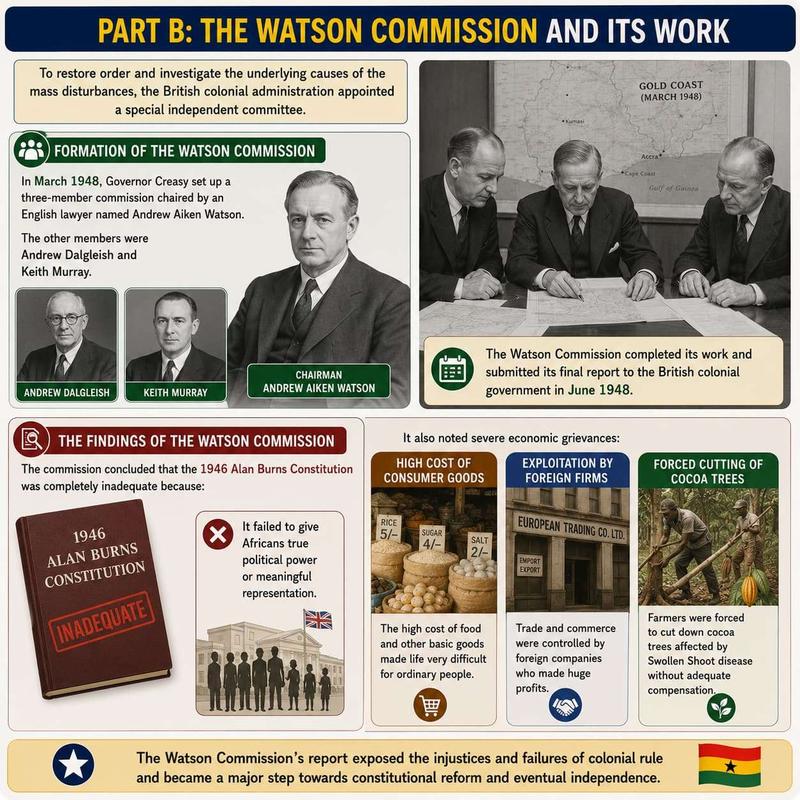 PART B: THE WATSON COMMISSION AND ITS WORK
To restore order and investigate the underlying causes of the
mass disturbances, the British colonial administration appointed
a special independent committee.
FORMATION OF THE WATSON COMMISSION
In March 1948, Governor Creasy set up a
three-member commission chaired by an
English lawyer named Andrew Aiken Watson.
The other members were
Andrew Dalgleish and
Keith Murray.
ANDREW DALGLEISH
KEITH MURRAY
CHAIRMAN
ANDREW AIKEN WATSON
GOLD COAST
(MARCH 1948)
Kumasi
Accra
Cape Coast
Gulf of Guinea
The Watson Commission completed its work and
submitted its final report to the British colonial
government in June 1948.
THE FINDINGS OF THE WATSON COMMISSION
The commission concluded that the 1946 Alan Burns Constitution
was completely inadequate because:
1946
ALAN BURNS
CONSTITUTION
INADEQUATE
It failed to give
Africans true
political power
or meaningful
representation.
It also noted severe economic grievances:
HIGH COST OF
CONSUMER GOODS
RICE
5/-
SUGAR
4/-
SALT
2/-
The high cost of food
and other basic goods
made life very difficult
for ordinary people.
EXPLOITATION BY
FOREIGN FIRMS
EUROPEAN TRADING CO. LTD.
EMPORT
EXPORT
Trade and commerce
were controlled by
foreign companies
who made huge
profits.
FORCED CUTTING OF
COCOA TREES
Farmers were forced
to cut down cocoa
trees affected by
Swollen Shoot disease
without adequate
compensation.
The Watson Commission's report exposed the injustices and failures of colonial rule
and became a major step towards constitutional reform and eventual independence.